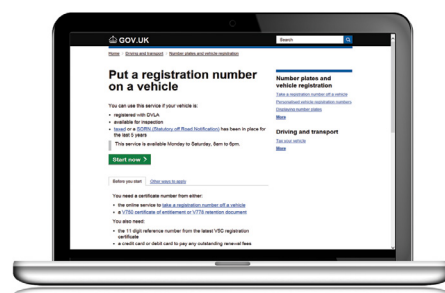 GOV.UK
Search
Home
Driving and transport
Number plates and vehicle registration
Put a registration number
on a vehicle
You can use this service if your vehicle is:
• registered with DVLA
• available for inspection
• taxed or a SORN (Statutory off Road Notification) has been in place for
the last 5 years
This service is available Monday to Saturday, 8am to 6pm.
Start now >
Before you start
Other ways to apply
You need a certificate number from either:
• the online service to take a registration number off a vehicle
• a V750 certificate of entitlement or V778 retention document
You also need:
• the 11 digit reference number from the latest V5C registration
certificate
• a credit card or debit card to pay any outstanding renewal fees
Number plates and
vehicle registration
Take a registration number off a vehicle
Personalised vehicle registration numbers
Displaying number plates
More
Driving and transport
Tax your vehicle
More